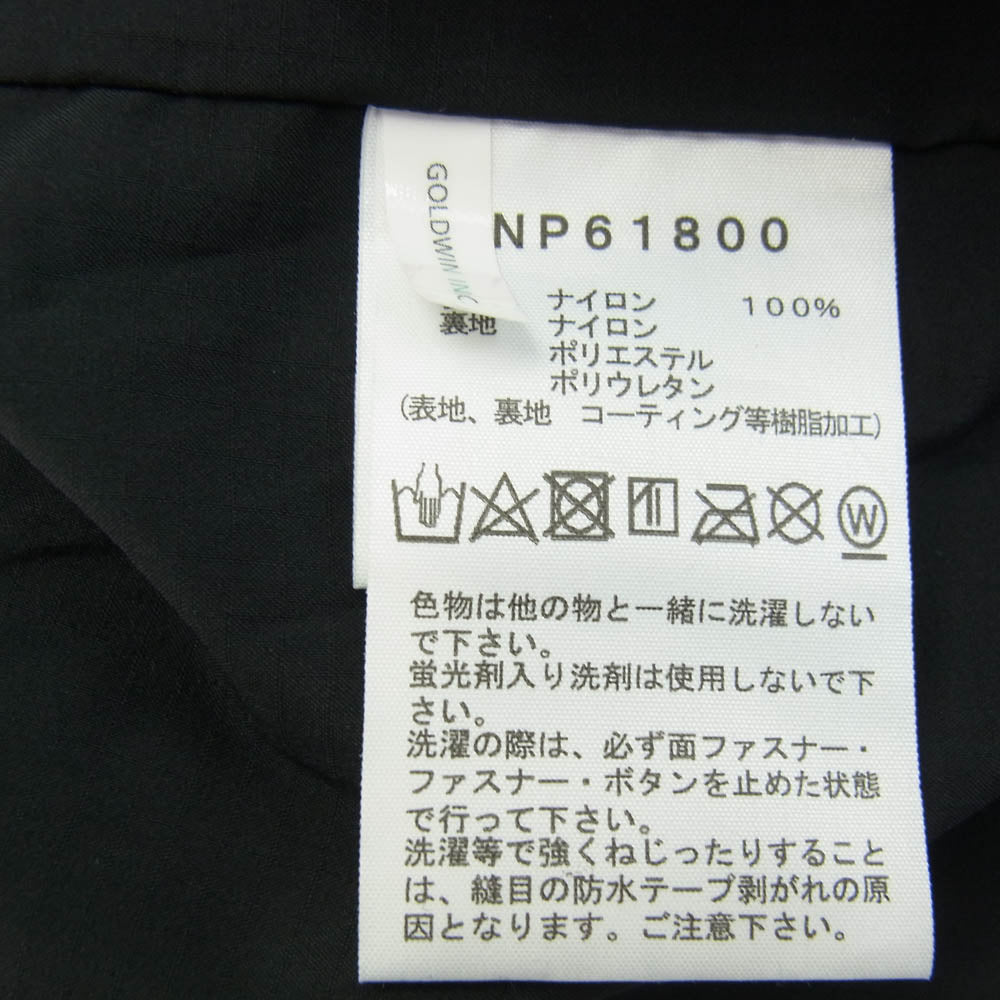 GOLDWIN INC
NP61800
ナイロン 100%
裏地 ナイロン
ポリエステル
ポリウレタン
(表地、裏地 コーティング等樹脂加工)
W
色物は他の物と一緒に洗濯しない
で下さい。
蛍光剤入り洗剤は使用しないで下
さい。
洗濯の際は、必ず面ファスナー・
ファスナー・ボタンを止めた状態
で行って下さい。
洗濯等で強くねじったりすること
は、縫目の防水テープ剥がれの原
因となります。ご注意下さい。